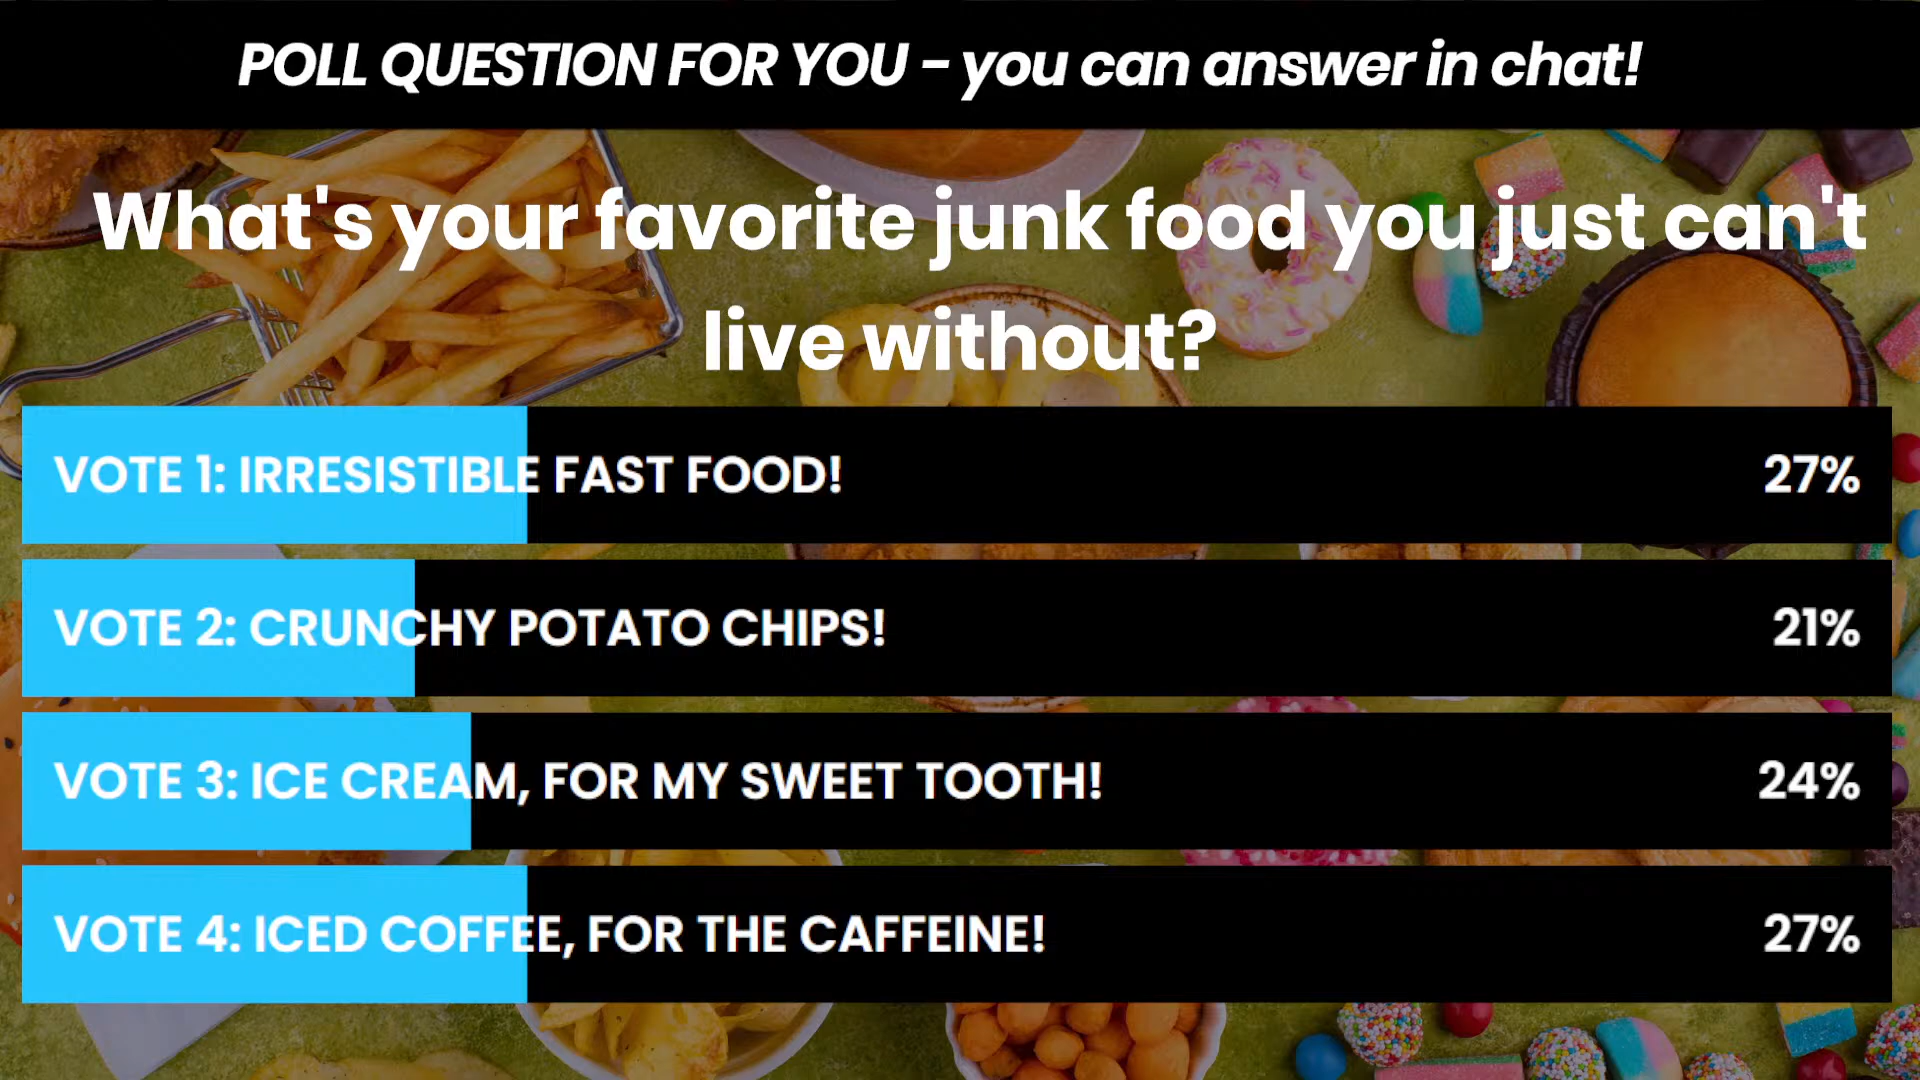 POLL QUESTION FOR YOU - you can answer in chat!
What's your favorite junk food you just can't
live without?
VOTE 1: IRRESISTIBLE FAST FOOD! 27%
VOTE 2: CRUNCHY POTATO CHIPS! 21%
VOTE 3: ICE CREAM, FOR MY SWEET TOOTH! 24%
VOTE 4: ICED COFFEE, FOR THE CAFFEINE! 27%